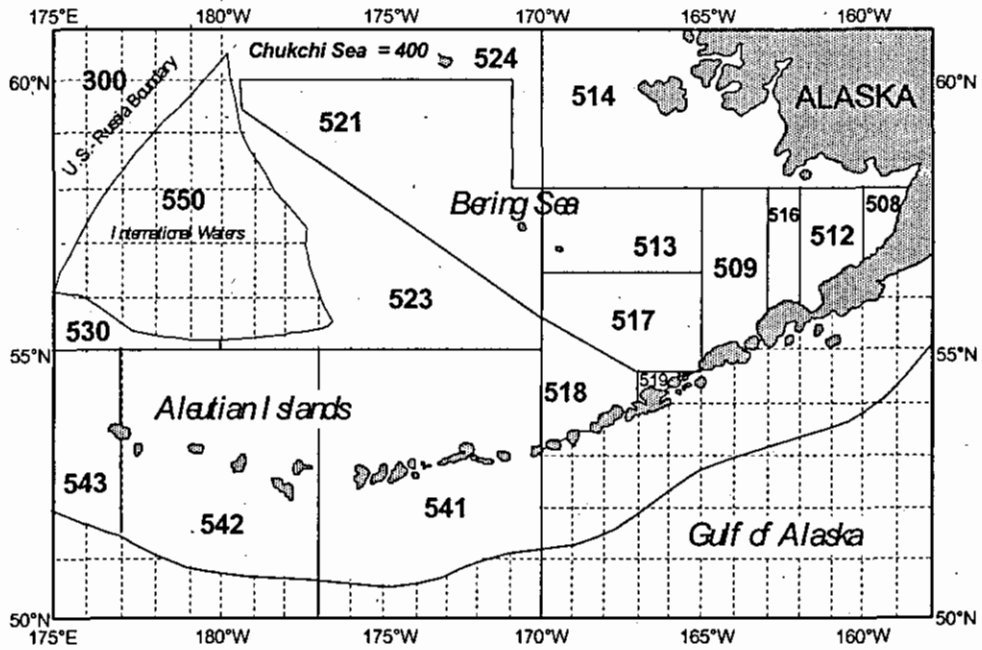 175°E 180°W 175°W 170°W 165°W 160°W
Chukchi Sea = 400
524
60°N
300
U.S.-Russia Boundary
514
60°N
ALASKA
521
550
International Waters
Bering Sea
516
508
513
512
509
523
517
530
55°N
55°N
519
518
Aleutian Islands
543
542
541
Gulf of Alaska
50°N
50°N
175°E 180°W 175°W 170°W 165°W 160°W